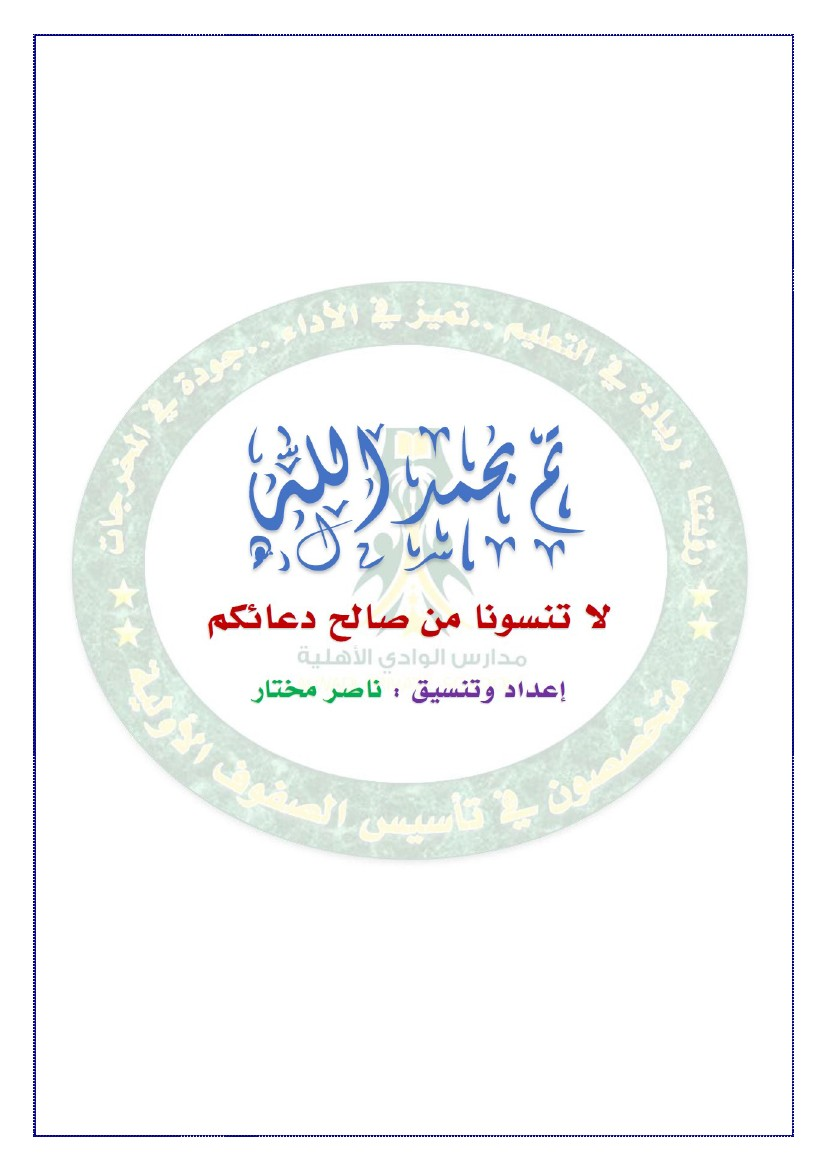 رؤيتنا : ريادة في التعليم ..تميز في الأداء ..جودة في المخرجات
تم بحمد الله
لا تنسونا من صالح دعائكم
مدارس الوادي الأهلية
إعداد وتنسيق : ناصر مختار
متخصصون في تأسيس الصفوف الأولية